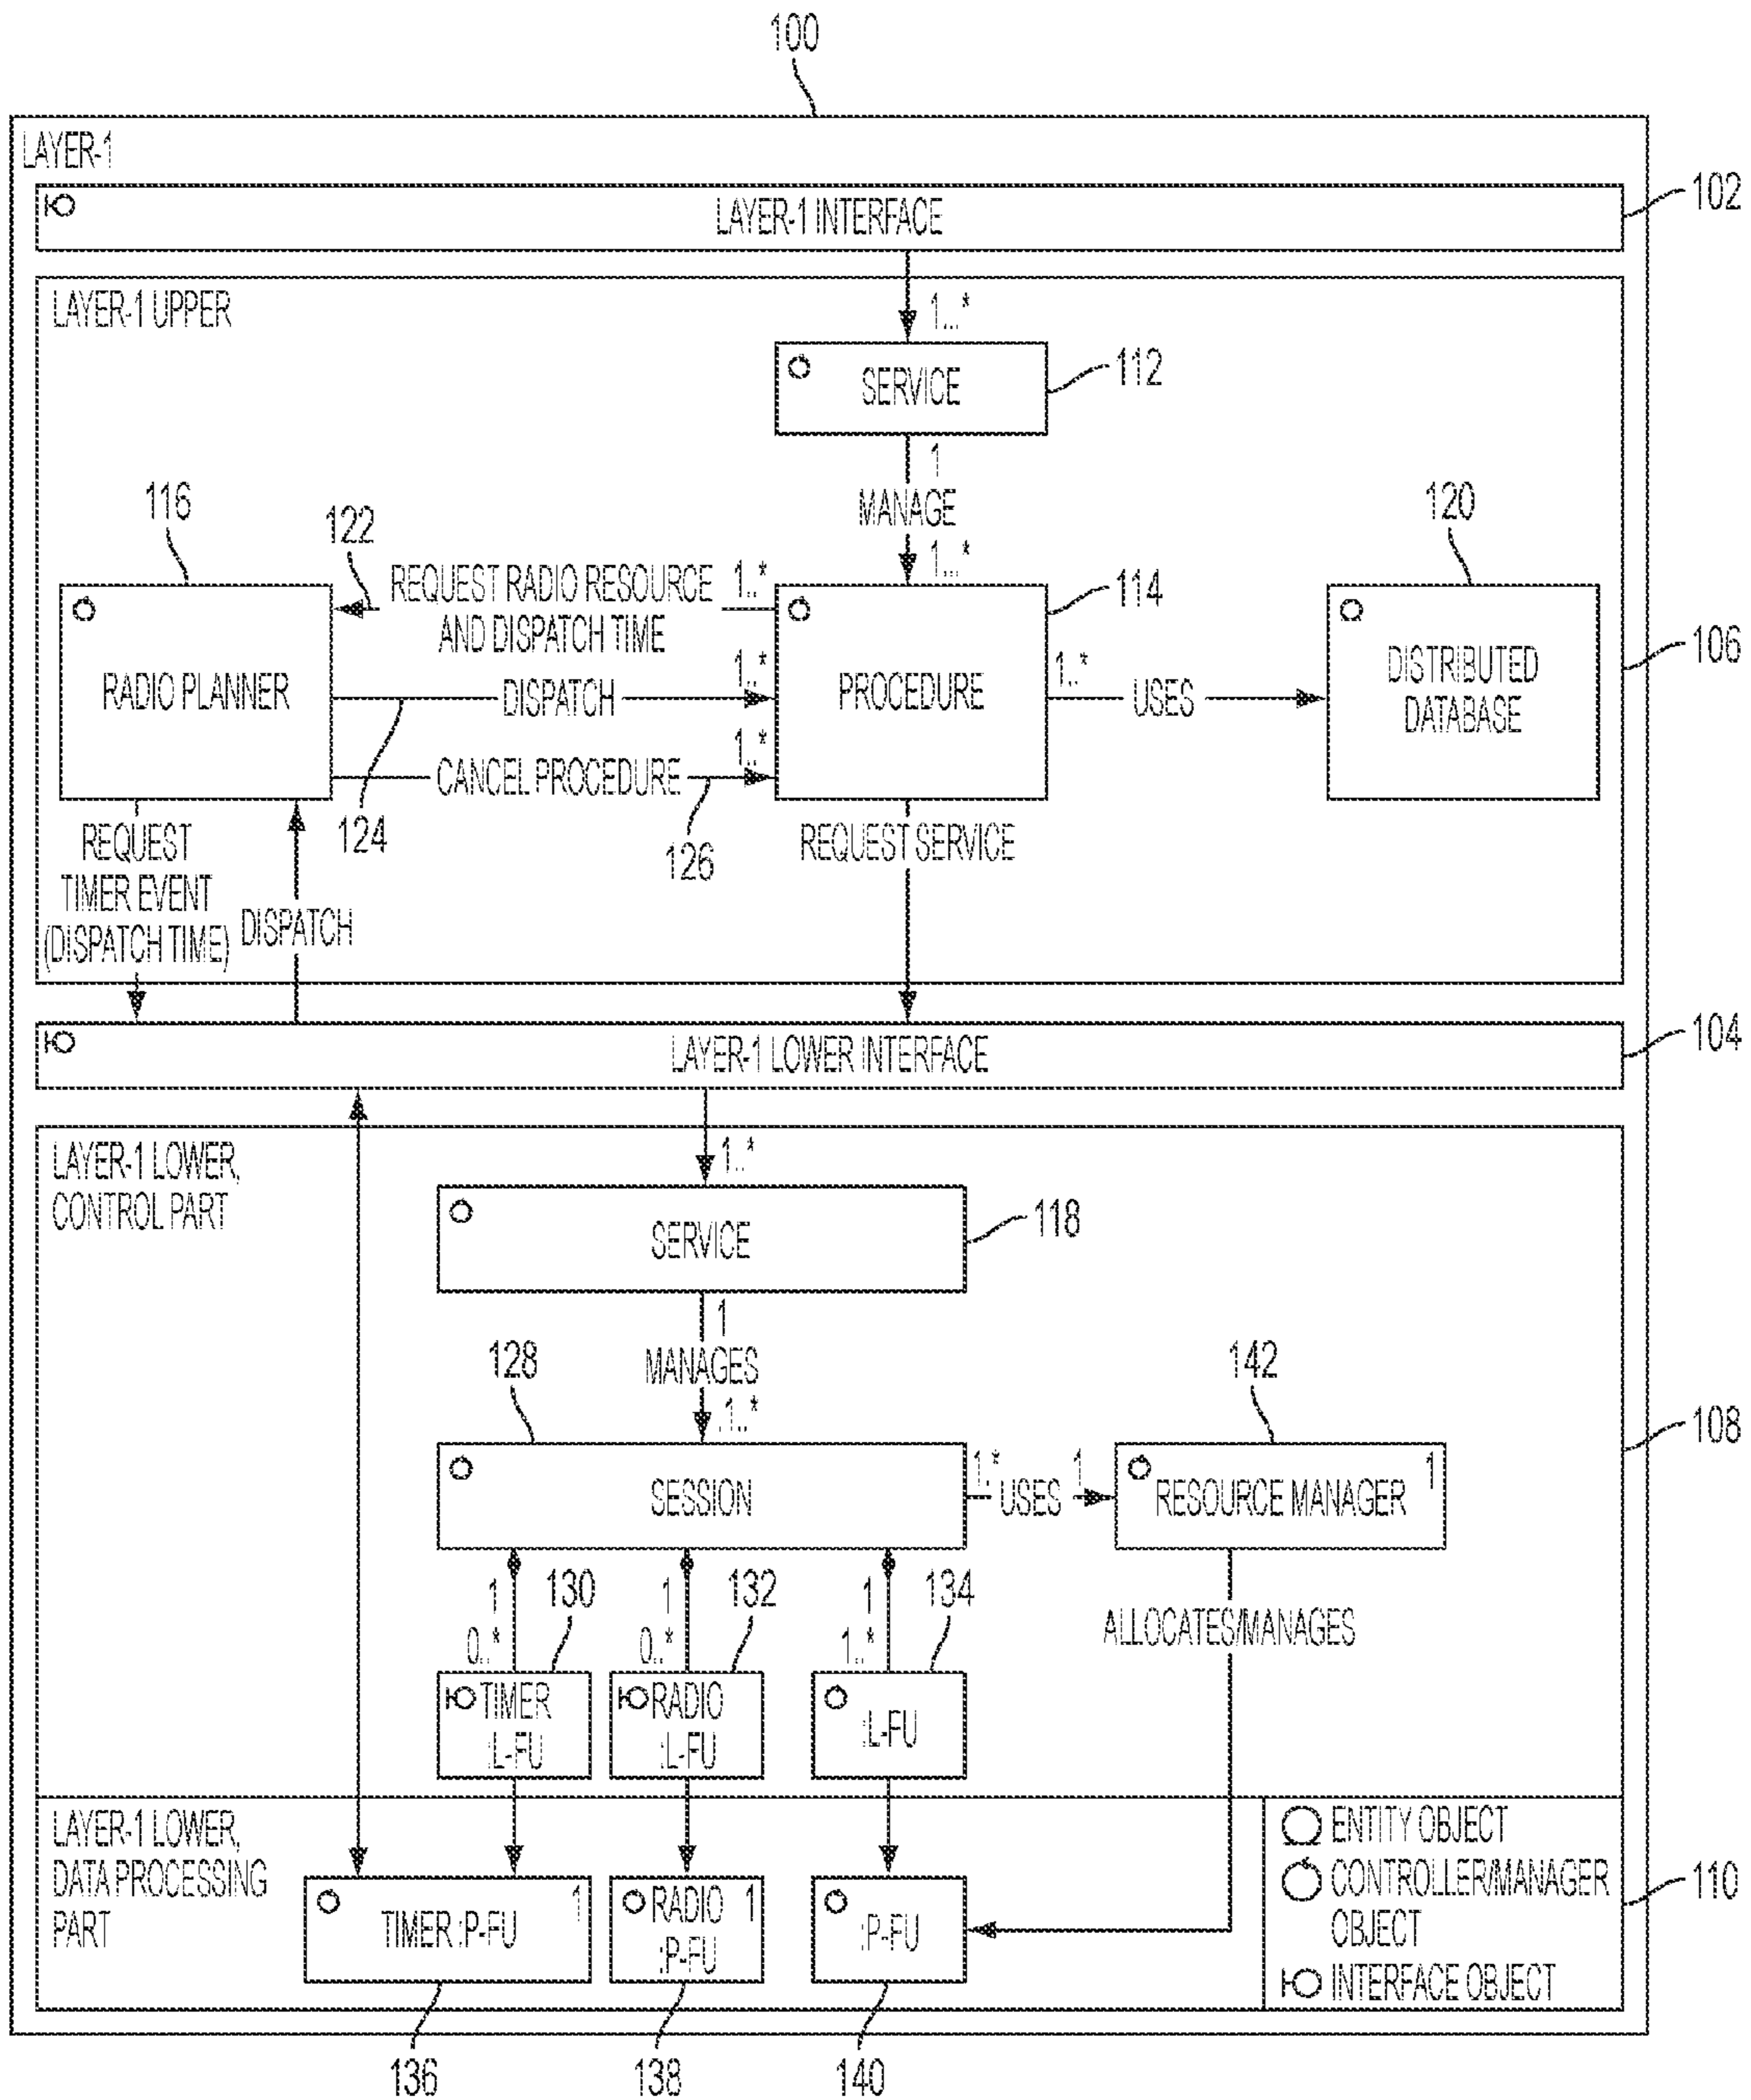 100
LAYER-1
LAYER-1 INTERFACE
102
LAYER-1 UPPER
1...*
SERVICE
112
1
MANAGE
1...*
116
122
120
REQUEST RADIO RESOURCE
AND DISPATCH TIME
1..*
114
RADIO PLANNER
DISPATCH
1..*
PROCEDURE
1..*
USES
DISTRIBUTED
DATABASE
106
CANCEL PROCEDURE
1..*
124
126
REQUEST
TIMER EVENT
(DISPATCH TIME)
DISPATCH
REQUEST SERVICE
LAYER-1 LOWER INTERFACE
104
LAYER-1 LOWER,
CONTROL PART
1..*
SERVICE
118
1
MANAGES
.1..*
128
142
108
SESSION
1.*
USES
1
RESOURCE MANAGER
1
1
0..*
130
1
0..*
132
1
1..*
134
ALLOCATES/MANAGES
TIMER
:L-FU
RADIO
:L-FU
:L-FU
LAYER-1 LOWER,
DATA PROCESSING
PART
TIMER :P-FU
1
RADIO
:P-FU
1
:P-FU
ENTITY OBJECT
CONTROLLER/MANAGER
OBJECT
INTERFACE OBJECT
110
136
138
140